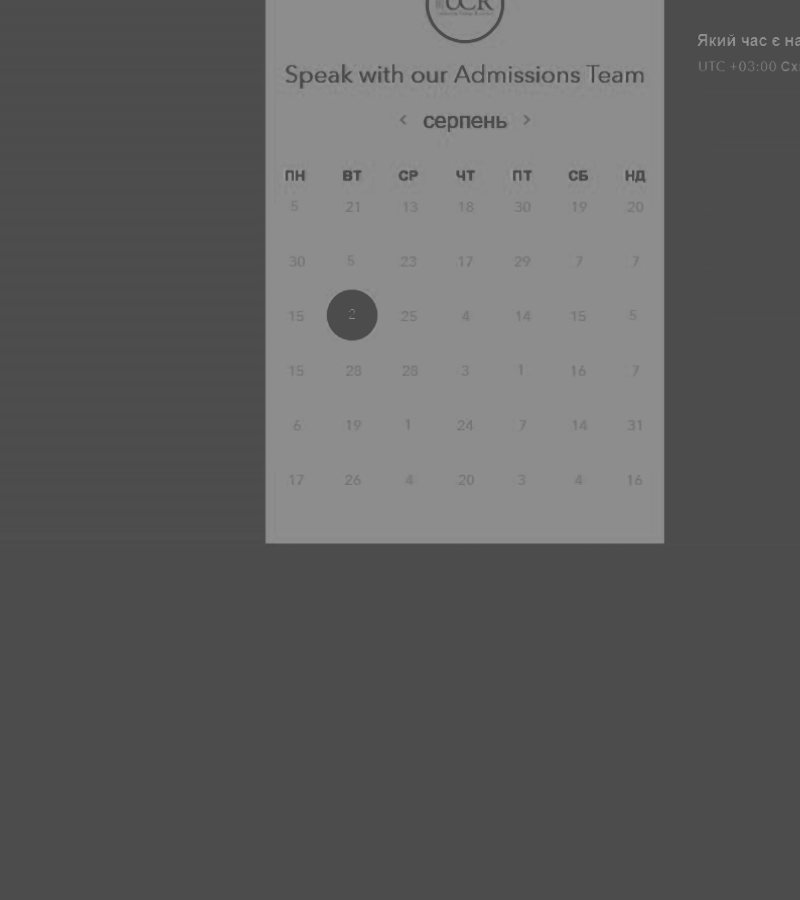 UCR
Speak with our Admissions Team
< серпень >
ПН ВТ СР ЧТ ПТ СБ НД
5 21 13 18 30 19 20
30 5 23 17 29 7 7
15 2 25 4 14 15 5
15 28 28 3 1 16 7
6 19 1 24 7 14 31
17 26 4 20 3 4 16
Який час є на
UTC +03:00 Сх